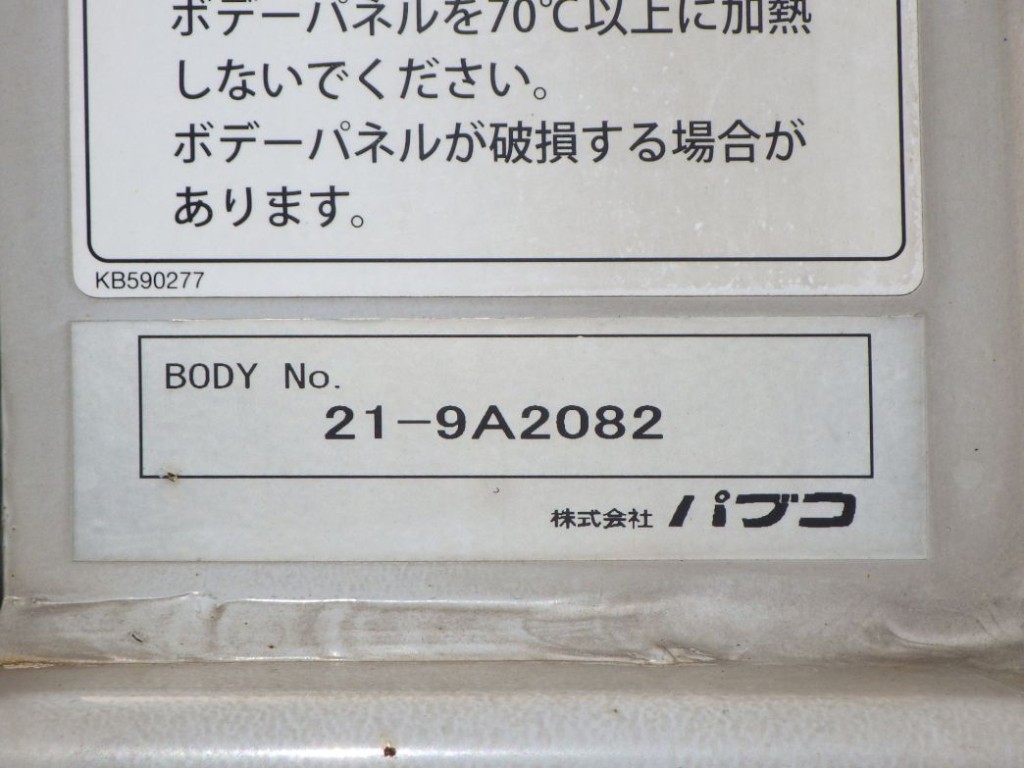 ボデーパネルを70℃以上に加熱
しないでください。
ボデーパネルが破損する場合が
あります。
KB590277
BODY No.
21-9A2082
株式会社 パブコ